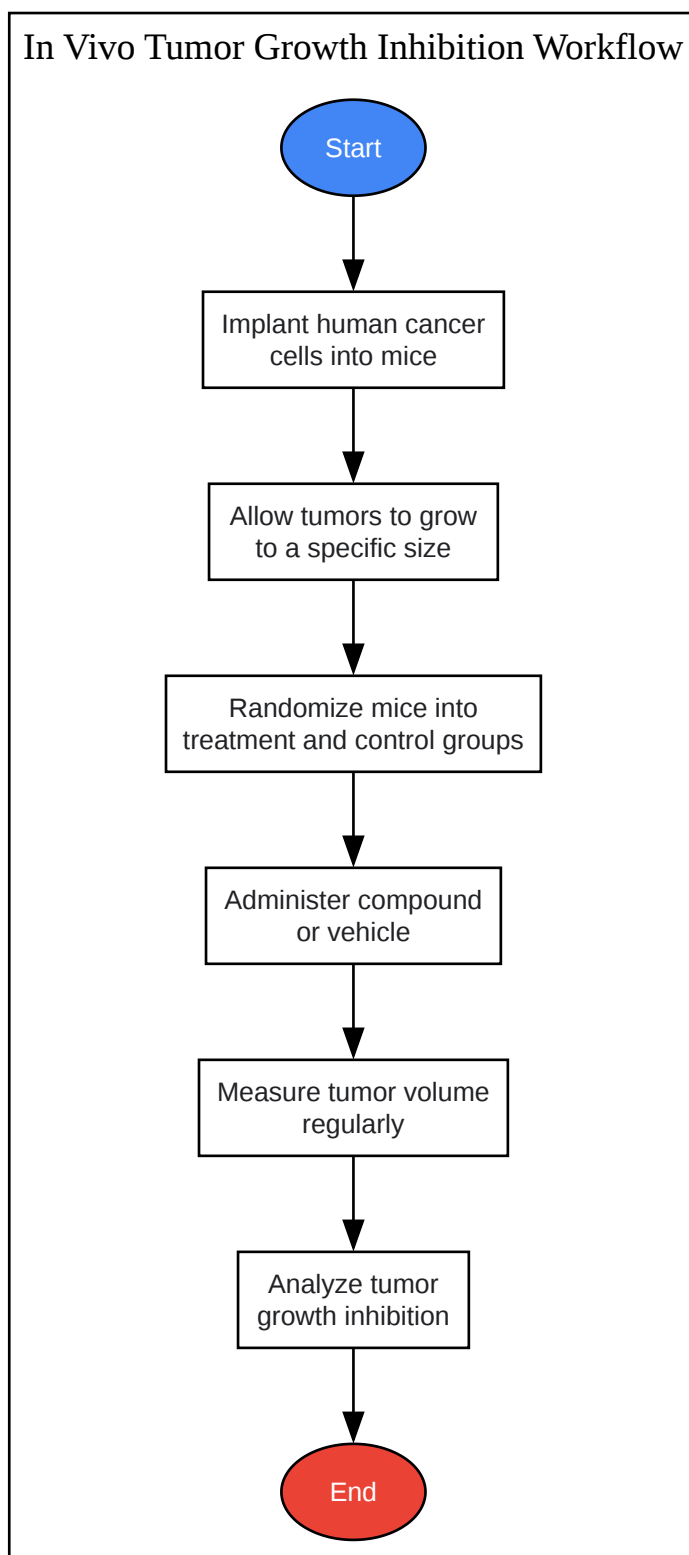 In Vivo Tumor Growth Inhibition Workflow
Start
Implant human cancer
cells into mice
Allow tumors to grow
to a specific size
Randomize mice into
treatment and control groups
Administer compound
or vehicle
Measure tumor volume
regularly
Analyze tumor
growth inhibition
End